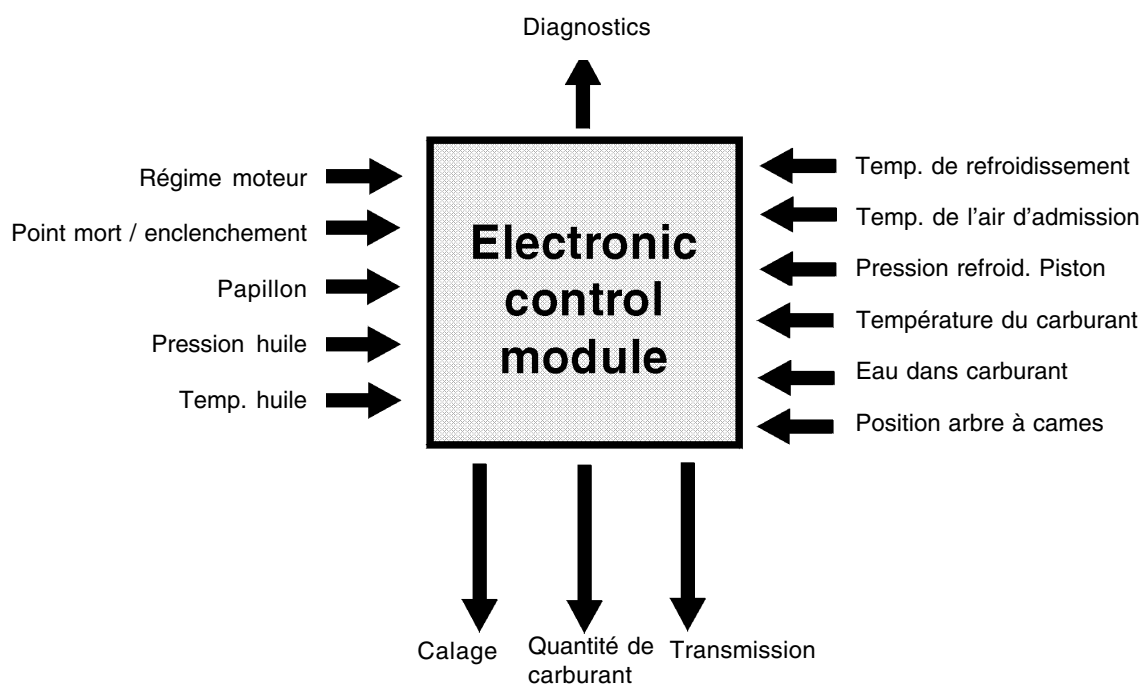 Diagnostics
Régime moteur
Point mort / enclenchement
Papillon
Pression huile
Temp. huile
Electronic
control
module
Temp. de refroidissement
Temp. de l'air d'admission
Pression refroid. Piston
Température du carburant
Eau dans carburant
Position arbre à cames
Calage
Quantité de
carburant
Transmission